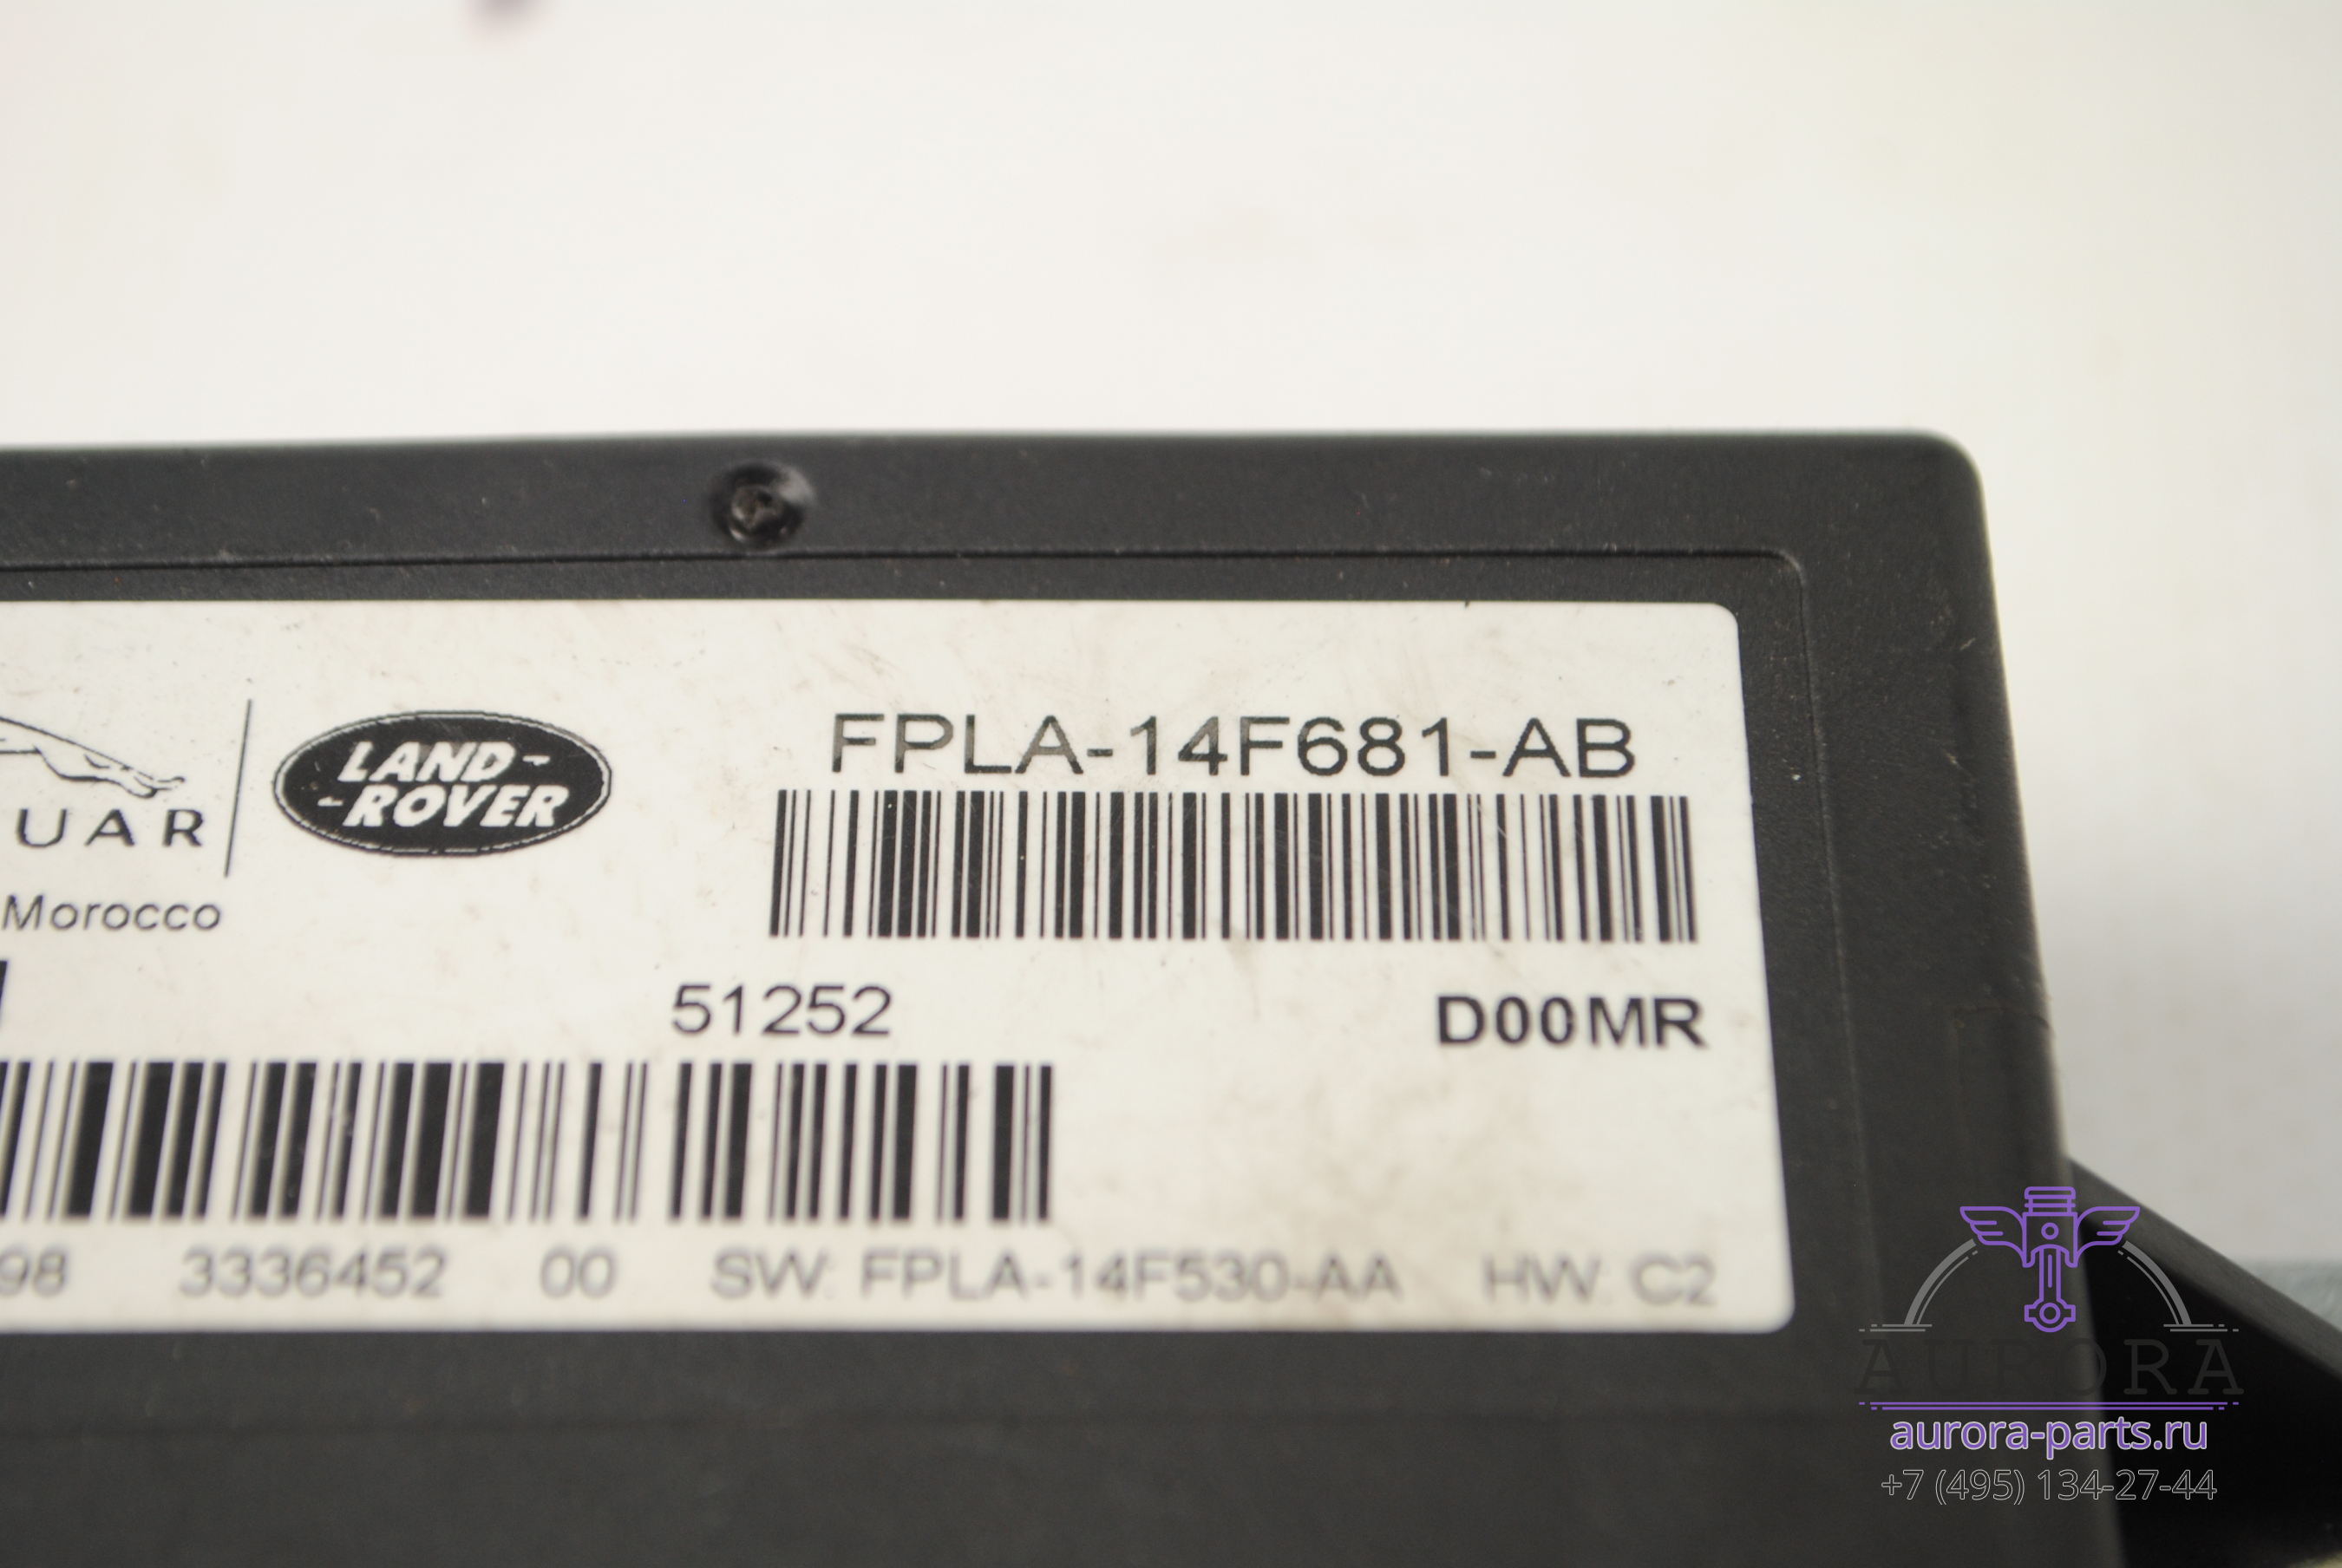 UAR
LAND-
-ROVER
FPLA-14F681-AB
Morocco
51252
D00MR
98 3336452 00 SW: FPLA-14F530-AA HW: C2
AURORA
aurora-parts.ru
+7 (495) 134-27-44